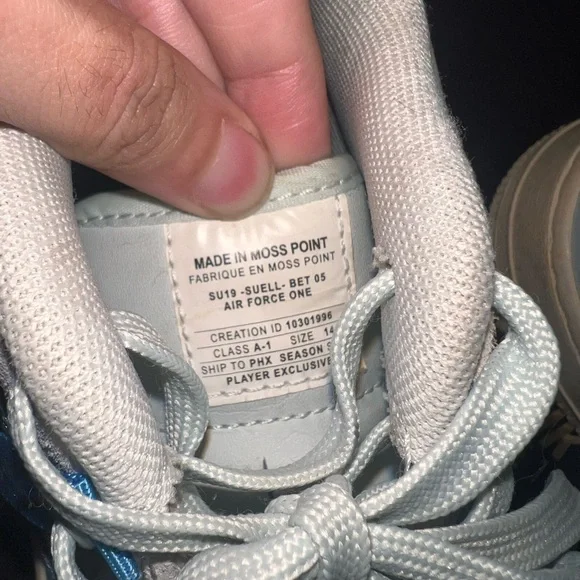 MADE IN MOSS POINT
FABRIQUE EN MOSS POINT
SU19 -SUELL- BET 05
AIR FORCE ONE
CREATION ID 10301996
CLASS A-1 SIZE 14
SHIP TO PHX SEASON
PLAYER EXCLUSIVE